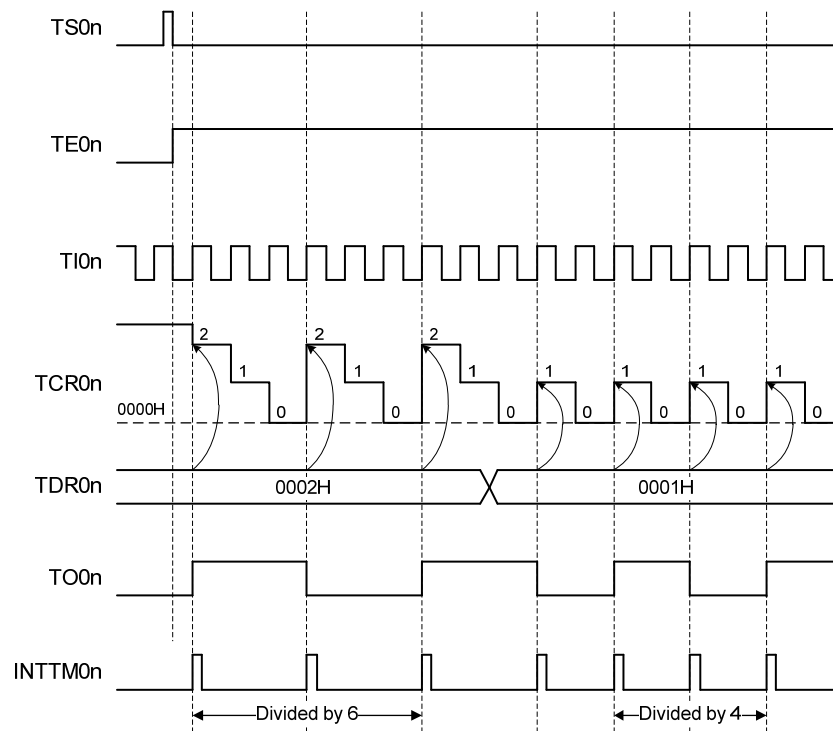 TS0n
TE0n
TI0n
TCR0n
2
1
0
2
1
0
2
1
0
1
0
1
0
1
0
1
0
0000H
TDR0n
0002H
0001H
TO0n
INTTM0n
Divided by 6
Divided by 4